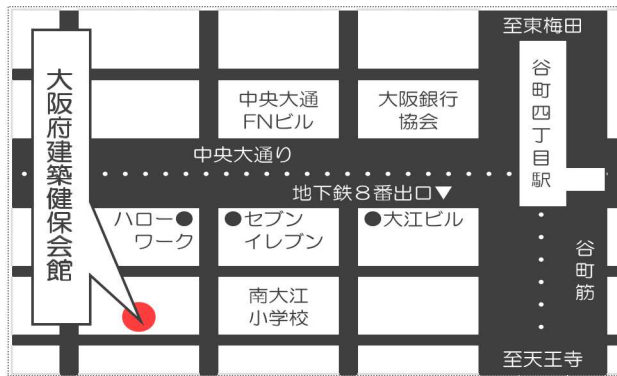 至東梅田
大阪府建築健保会館
中央大通
FNビル
大阪銀行
協会
谷町四丁目駅
中央大通り
地下鉄8番出口▼
ハロー●
ワーク
●セブン
イレブン
●大江ビル
谷町筋
南大江
小学校
至天王寺